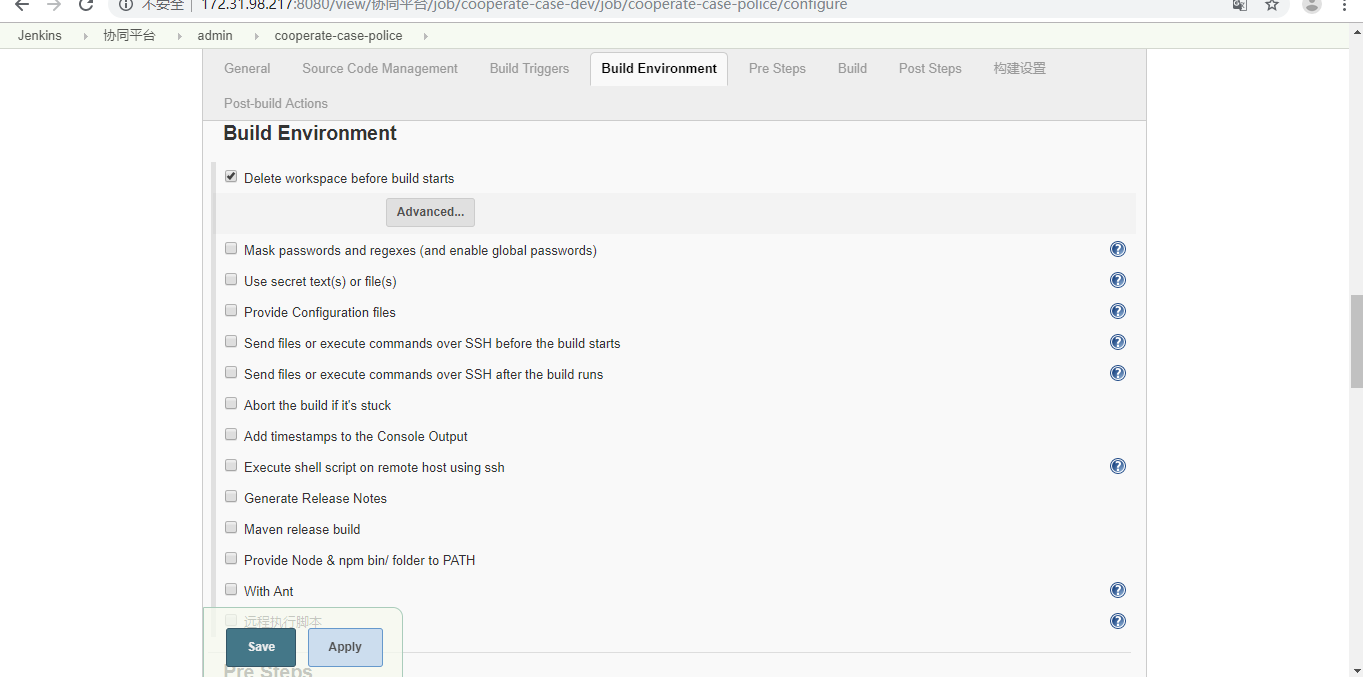 不安全 172.31.98.217:8080/view/协同平台/job/cooperate-case-dev/job/cooperate-case-police/configure
Jenkins 协同平台 admin cooperate-case-police
General Source Code Management Build Triggers Build Environment Pre Steps Build Post Steps 构建设置
Post-build Actions
Build Environment
Delete workspace before build starts
Advanced...
Mask passwords and regexes (and enable global passwords)
Use secret text(s) or file(s)
Provide Configuration files
Send files or execute commands over SSH before the build starts
Send files or execute commands over SSH after the build runs
Abort the build if it's stuck
Add timestamps to the Console Output
Execute shell script on remote host using ssh
Generate Release Notes
Maven release build
Provide Node & npm bin/ folder to PATH
With Ant
远程执行脚本
Save Apply
Pre Steps